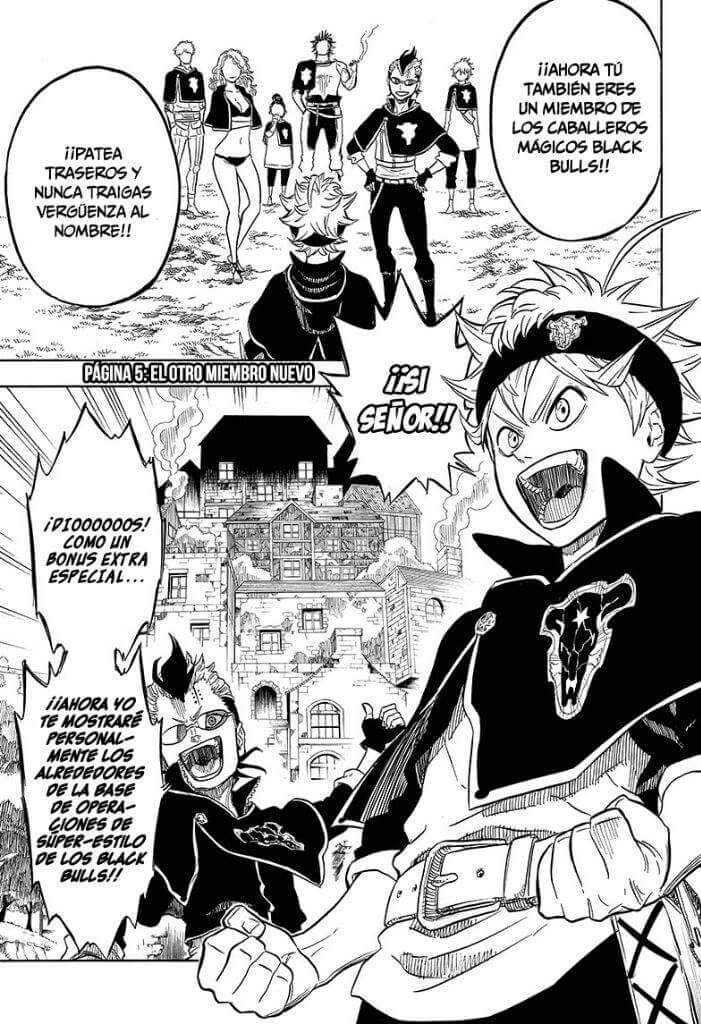 ¡¡AHORA TÚ
TAMBIÉN ERES
UN MIEMBRO DE
LOS CABALLEROS
MÁGICOS BLACK
BULLS!!
¡¡PATEA
TRASEROS Y
NUNCA TRAIGAS
VERGÜENZA AL
NOMBRE!!
PÁGINA 5: EL OTRO MIEMBRO NUEVO
¡¡SI
SEÑOR!!
¡DIOOOOOS!
COMO UN
BONUS EXTRA
ESPECIAL...
¡¡AHORA YO
TE MOSTRARÉ
PERSONAL-
MENTE LOS
ALREDEDORES
DE LA BASE
DE OPERA-
CIONES DE
SÚPER-ESTILO
DE LOS BLACK
BULLS!!